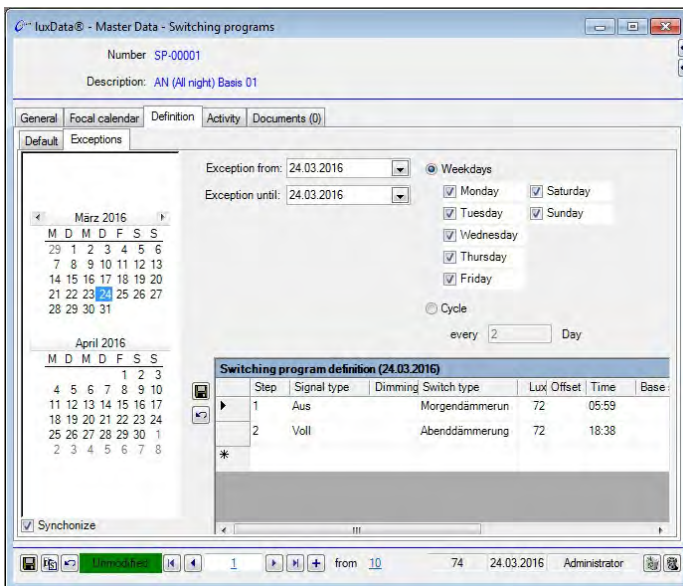 luxData® - Master Data - Switching programs
Number SP-00001
Description: AN (All night) Basis 01
General Focal calendar Definition Activity Documents (0)
Default Exceptions
Exception from: 24.03.2016
Exception until: 24.03.2016
Weekdays
Monday Saturday
Tuesday Sunday
Wednesday
Thursday
Friday
Cycle
every 2 Day
März 2016
M D M D F S S
29 1 2 3 4 5 6
7 8 9 10 11 12 13
14 15 16 17 18 19 20
21 22 23 24 25 26 27
28 29 30 31
April 2016
M D M D F S S
1 2 3
4 5 6 7 8 9 10
11 12 13 14 15 16 17
18 19 20 21 22 23 24
25 26 27 28 29 30 1
2 3 4 5 6 7 8
Synchonize
Switching program definition (24.03.2016)
Step Signal type Dimming Switch type Lux Offset Time Base
1 Aus Morgendämmerun 72 05:59
2 Voll Abenddämmerung 72 18:38
Unmodified 1 from 10 74 24.03.2016 Administrator